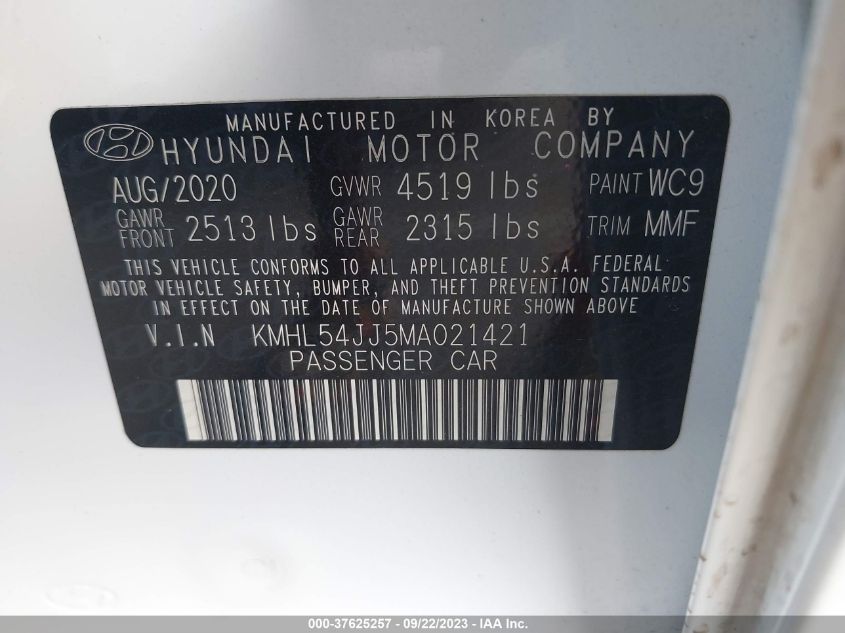 MANUFACTURED IN KOREA BY
HYUNDAI MOTOR COMPANY
AUG/2020 GVWR 4519 lbs PAINT WC9
GAWR FRONT 2513 lbs GAWR REAR 2315 lbs TRIM MMF
THIS VEHICLE CONFORMS TO ALL APPLICABLE U.S.A. FEDERAL
MOTOR VEHICLE SAFETY, BUMPER, AND THEFT PREVENTION STANDARDS
IN EFFECT ON THE DATE OF MANUFACTURE SHOWN ABOVE
V.I.N KMHL54JJ5MA021421
PASSENGER CAR
000-37625257 - 09/22/2023 - IAA Inc.